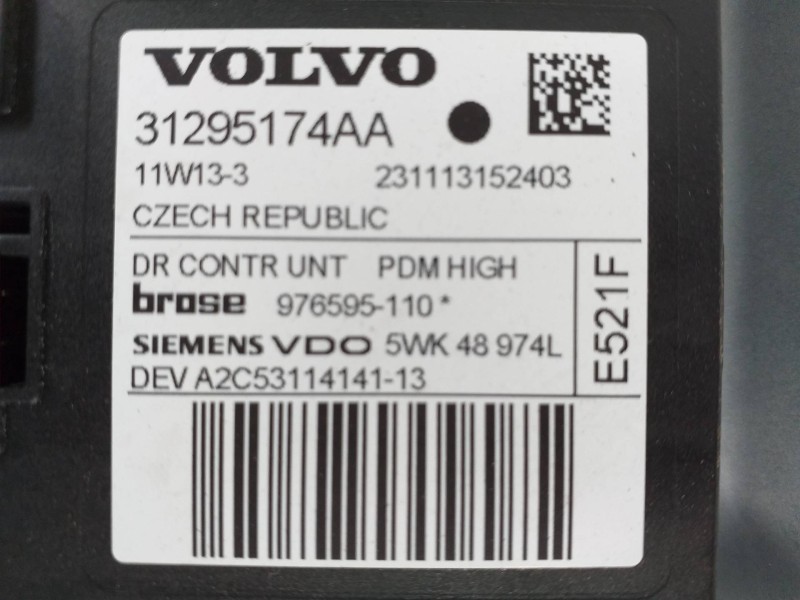 VOLVO
31295174AA
11W13-3 231113152403
CZECH REPUBLIC
DR CONTR UNT PDM HIGH
brose 976595-110*
SIEMENS VDO 5WK 48 974L
DEV A2C53114141-13
E521F